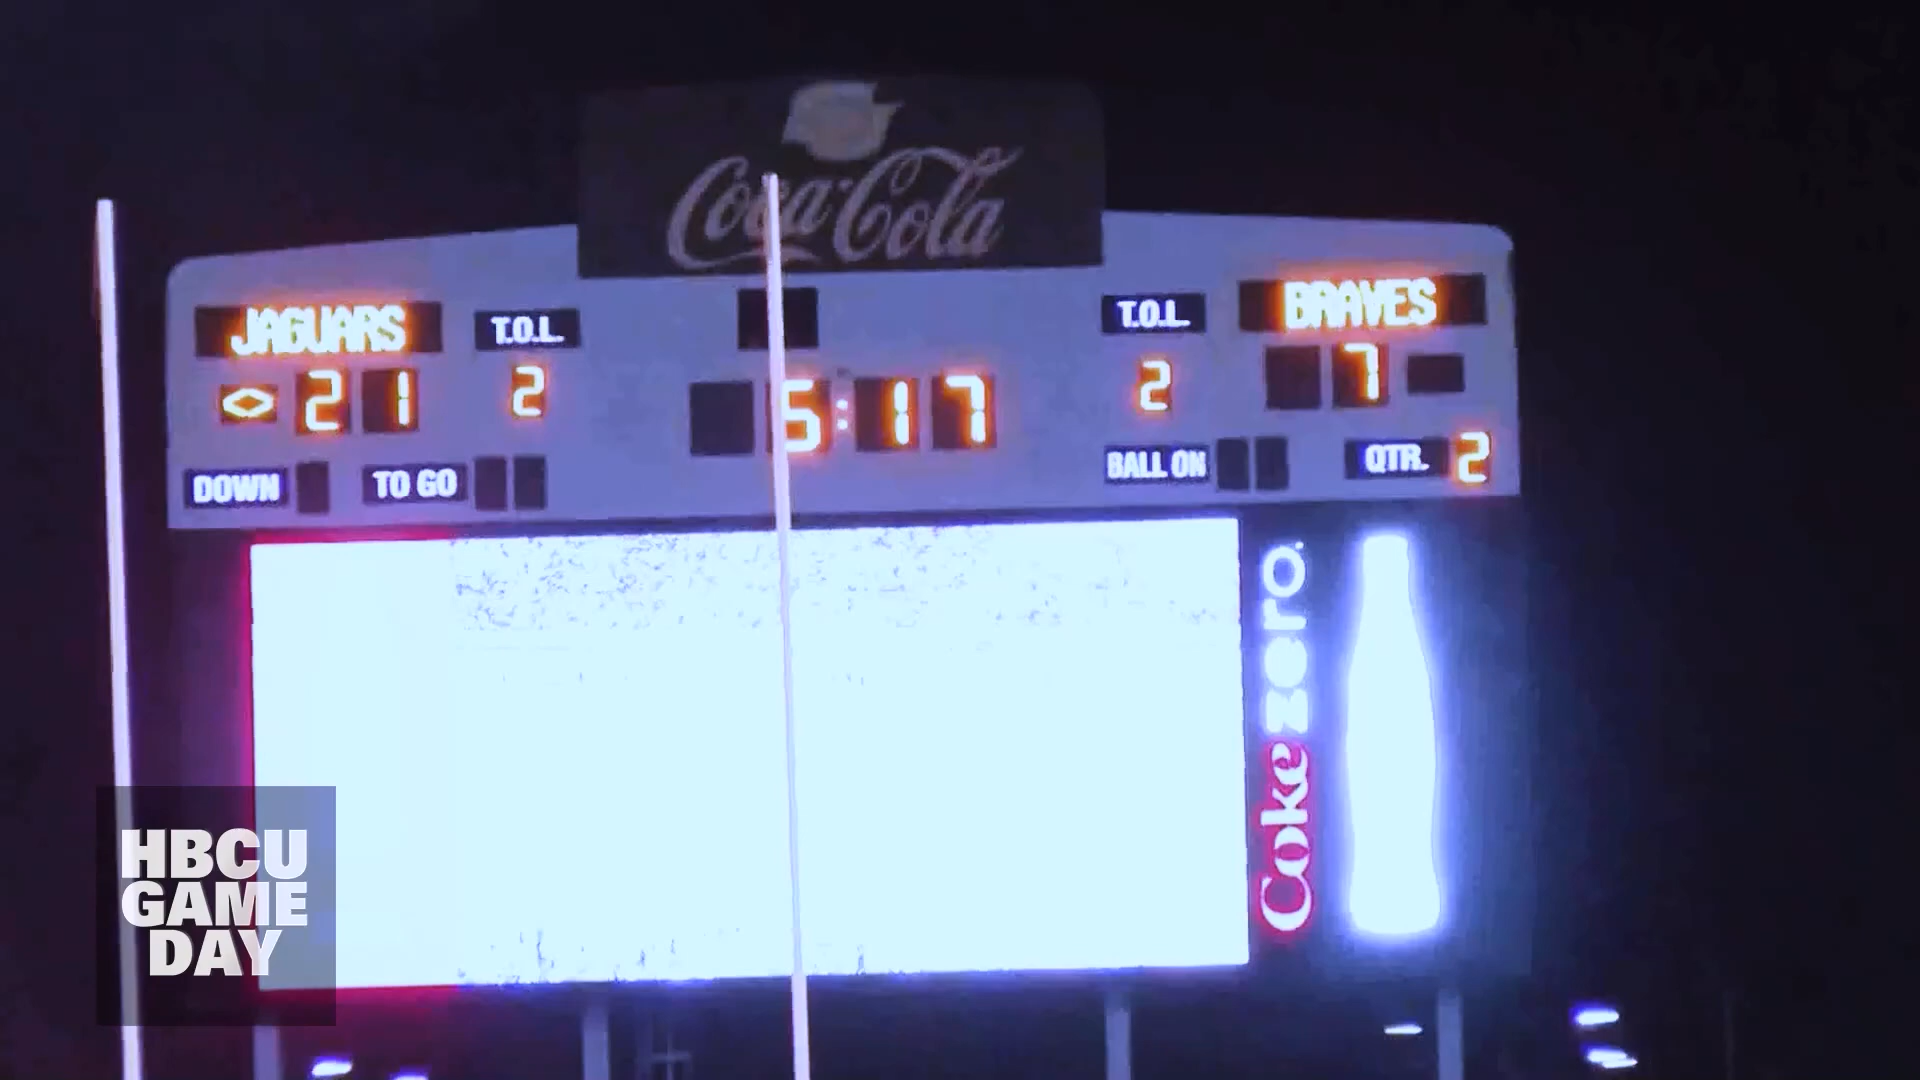 Coca-Cola
JAGUARS T.O.L. T.O.L. BRAVES
21 2 5:17 2 7
DOWN TO GO BALL ON QTR. 2
Coke zero
HBCU
GAME
DAY